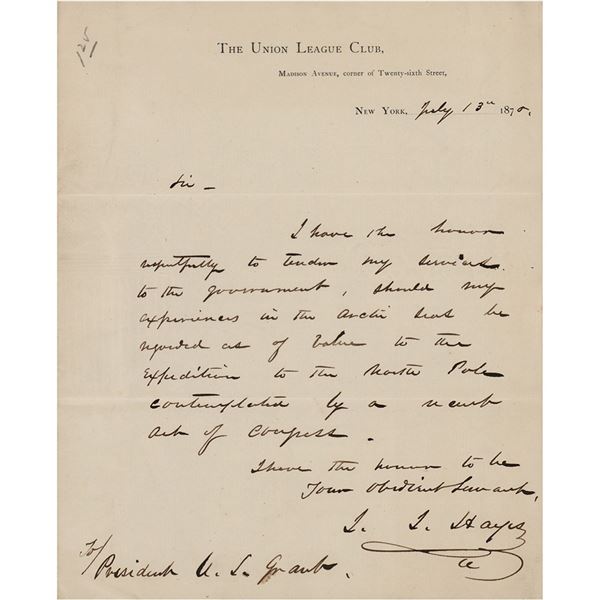 125
THE UNION LEAGUE CLUB,
MADISON AVENUE, CORNER OF TWENTY-SIXTH STREET,
NEW YORK, July 13th 1870.
Sir –
I have the honor
respectfully to tender my services
to the government, should my
experiences in the Arctic seas be
regarded as of value to the
Expedition to the North Pole
contemplated by a recent
act of Congress.
I have the honor to be
Your Obedient Servant,
I. I. Hayes
To/
President U. S. Grant.